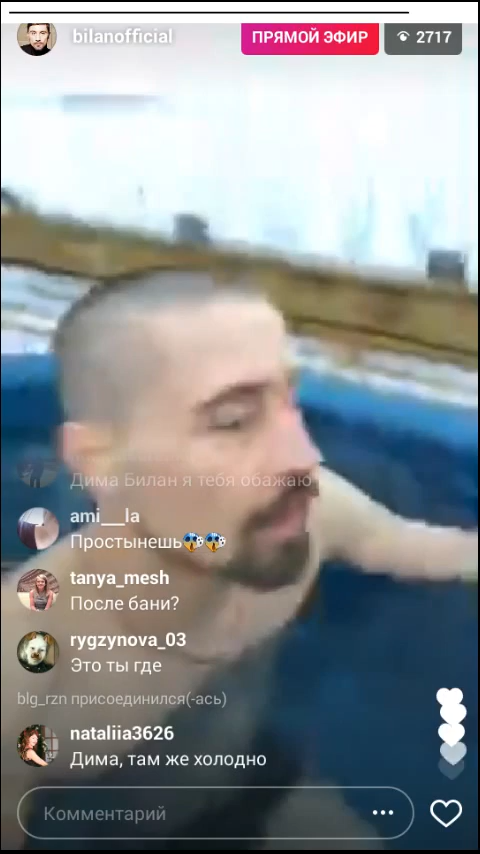 bilanofficial
ПРЯМОЙ ЭФИР
2717
Дима Билан я тебя обажаю
ami__la
Простынешь
tanya_mesh
После бани?
rygzynova_03
Это ты где
blg_rzn присоединился(-ась)
nataliia3626
Дима, там же холодно
Комментарий